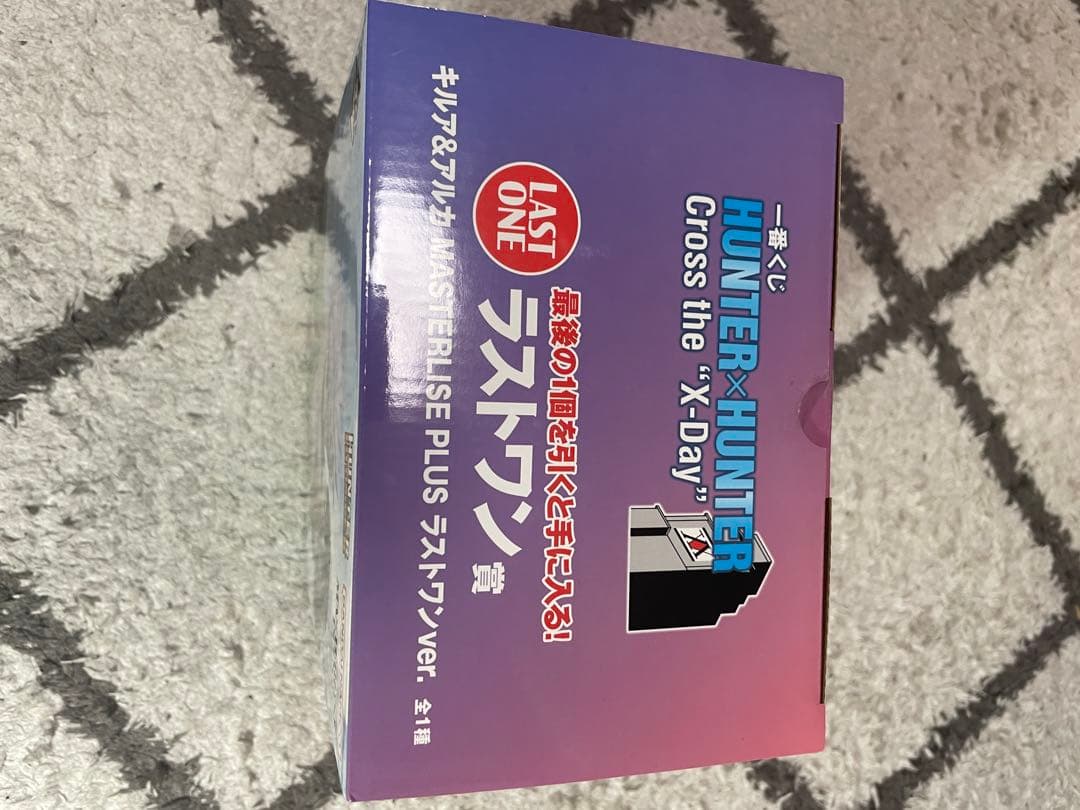 一番くじ
HUNTER×HUNTER
Cross the “X-Day”
最後の1個を引くと手に入る!
LAST
ONE
ラストワン賞
キルア&アルカ MASTERLISE PLUS ラストワンver. 全1種